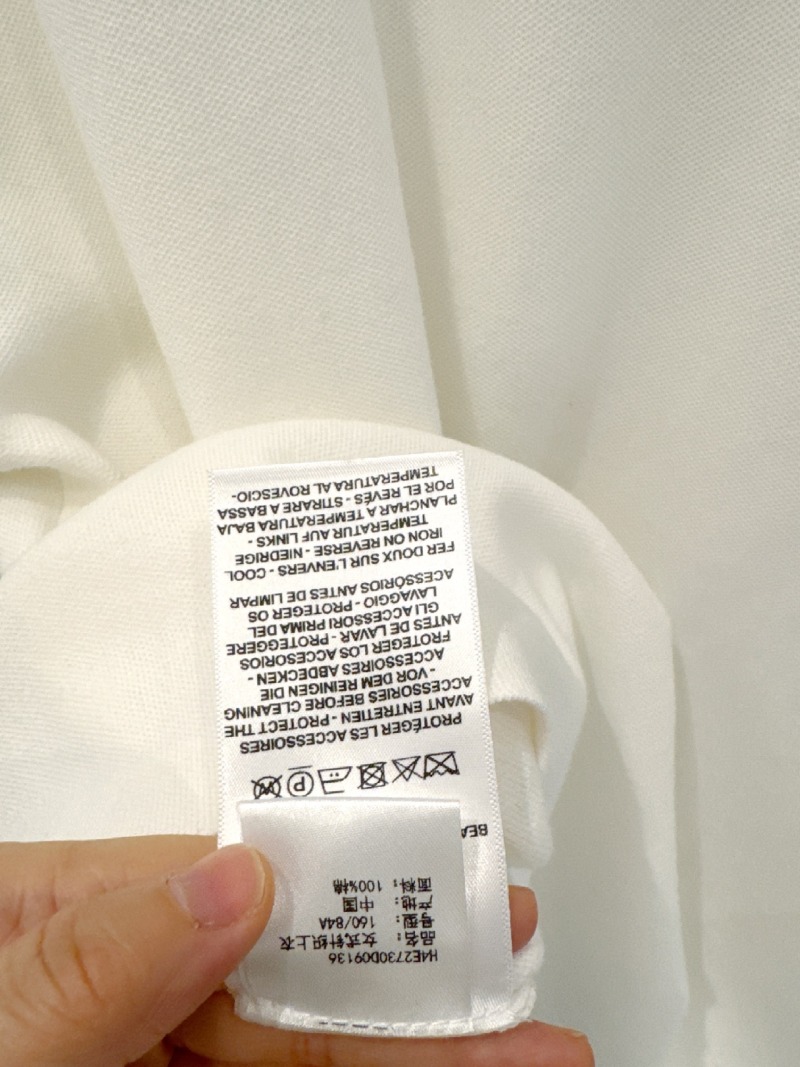 H4E2730D09136
品名: 女式针织上衣
号型: 160/84A
产地: 中国
面料: 100%棉
BEA
P W
PROTÉGER LES ACCESSOIRES
AVANT ENTRETIEN - PROTECT THE
ACCESSORIES BEFORE CLEANING
- VOR DEM REINIGEN DIE
ACCESSOIRES ABDECKEN -
PROTEGER LOS ACCESORIOS
ANTES DE LAVAR - PROTEGGERE
GLI ACCESSORI PRIMA DEL
LAVAGGIO - PROTEGER OS
ACESSÓRIOS ANTES DE LIMPAR
FER DOUX SUR L'ENVERS - COOL
IRON ON REVERSE - NIEDRIGE
TEMPERATUR AUF LINKS -
PLANCHAR A TEMPERATURA BAJA
POR EL REVÉS - STIRARE A BASSA
TEMPERATURA AL ROVESCIO-